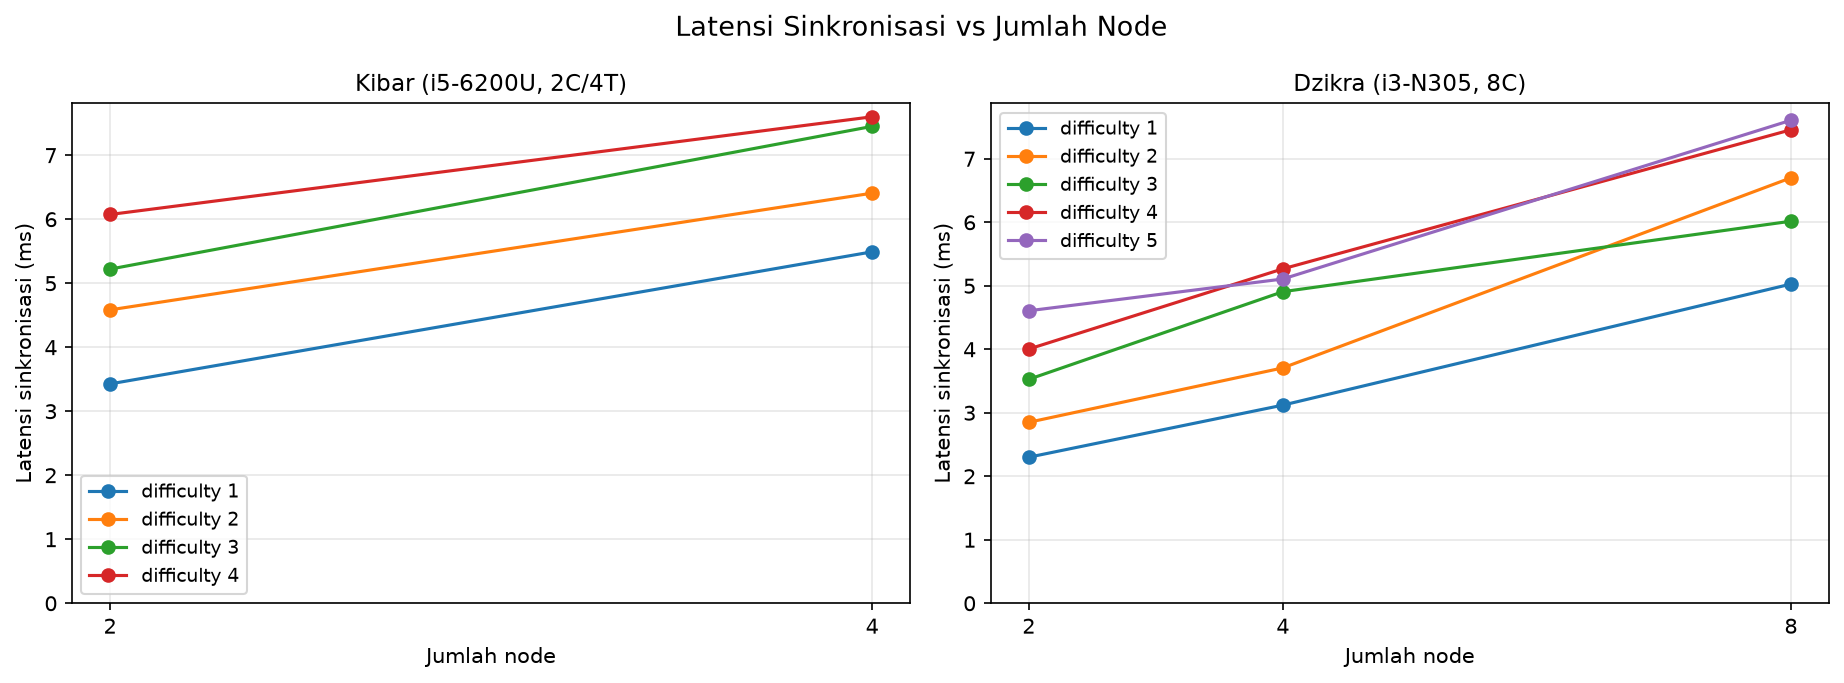 Latensi Sinkronisasi vs Jumlah Node
Kibar (i5-6200U, 2C/4T)
Latensi sinkronisasi (ms)
7
6
5
4
3
2
1
0
difficulty 1
difficulty 2
difficulty 3
difficulty 4
2
4
Jumlah node
Dzikra (i3-N305, 8C)
Latensi sinkronisasi (ms)
difficulty 1
difficulty 2
difficulty 3
difficulty 4
difficulty 5
7
6
5
4
3
2
1
0
2
4
8
Jumlah node